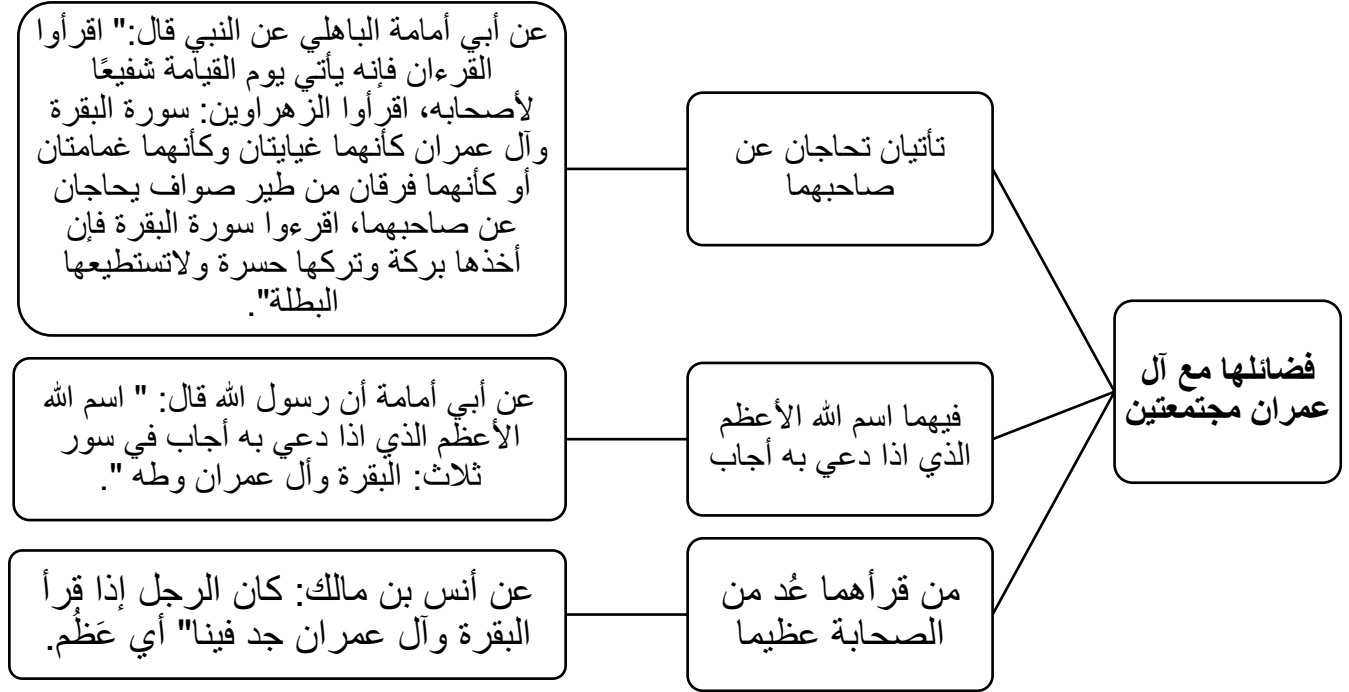 فضائلها مع آل
عمران مجتمعتين
تأتيان تحاجان عن
صاحبهما
عن أبي أمامة الباهلي عن النبي قال:" اقرأوا
القرءان فإنه يأتي يوم القيامة شفيعًا
لأصحابه، اقرأوا الزهراوين: سورة البقرة
وآل عمران كأنهما غيايتان وكأنهما غمامتان
أو كأنهما فرقان من طير صواف يحاجان
عن صاحبهما، اقرءوا سورة البقرة فإن
أخذها بركة وتركها حسرة ولاتستطيعها
البطلة".
فيهما اسم الله الأعظم
الذي اذا دعي به أجاب
عن أبي أمامة أن رسول الله قال: " اسم الله
الأعظم الذي اذا دعي به أجاب في سور
ثلاث: البقرة وأل عمران وطه ".
من قرأهما عُد من
الصحابة عظيما
عن أنس بن مالك: كان الرجل إذا قرأ
البقرة وآل عمران جد فينا" أي عَظُم.